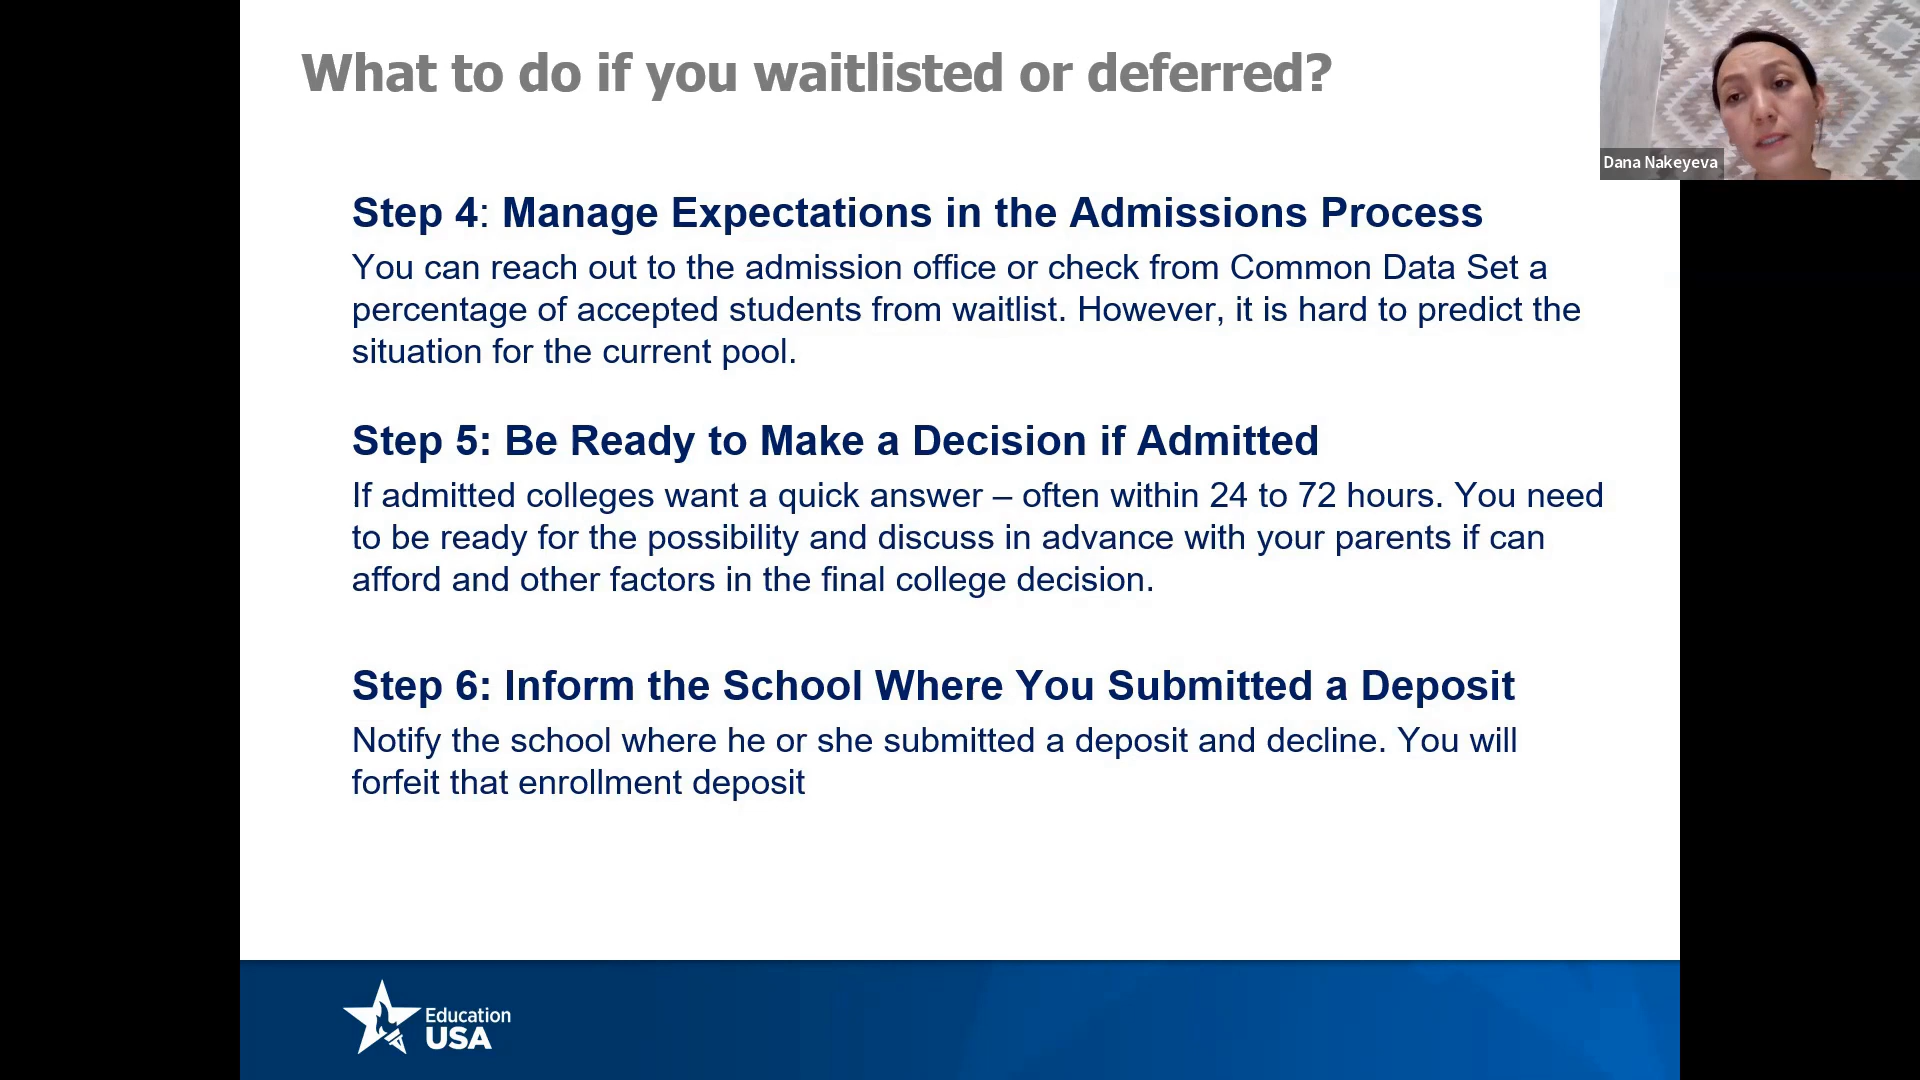 What to do if you waitlisted or deferred?
Dana Nakeyeva
Step 4: Manage Expectations in the Admissions Process
You can reach out to the admission office or check from Common Data Set a
percentage of accepted students from waitlist. However, it is hard to predict the
situation for the current pool.
Step 5: Be Ready to Make a Decision if Admitted
If admitted colleges want a quick answer – often within 24 to 72 hours. You need
to be ready for the possibility and discuss in advance with your parents if can
afford and other factors in the final college decision.
Step 6: Inform the School Where You Submitted a Deposit
Notify the school where he or she submitted a deposit and decline. You will
forfeit that enrollment deposit
Education
USA